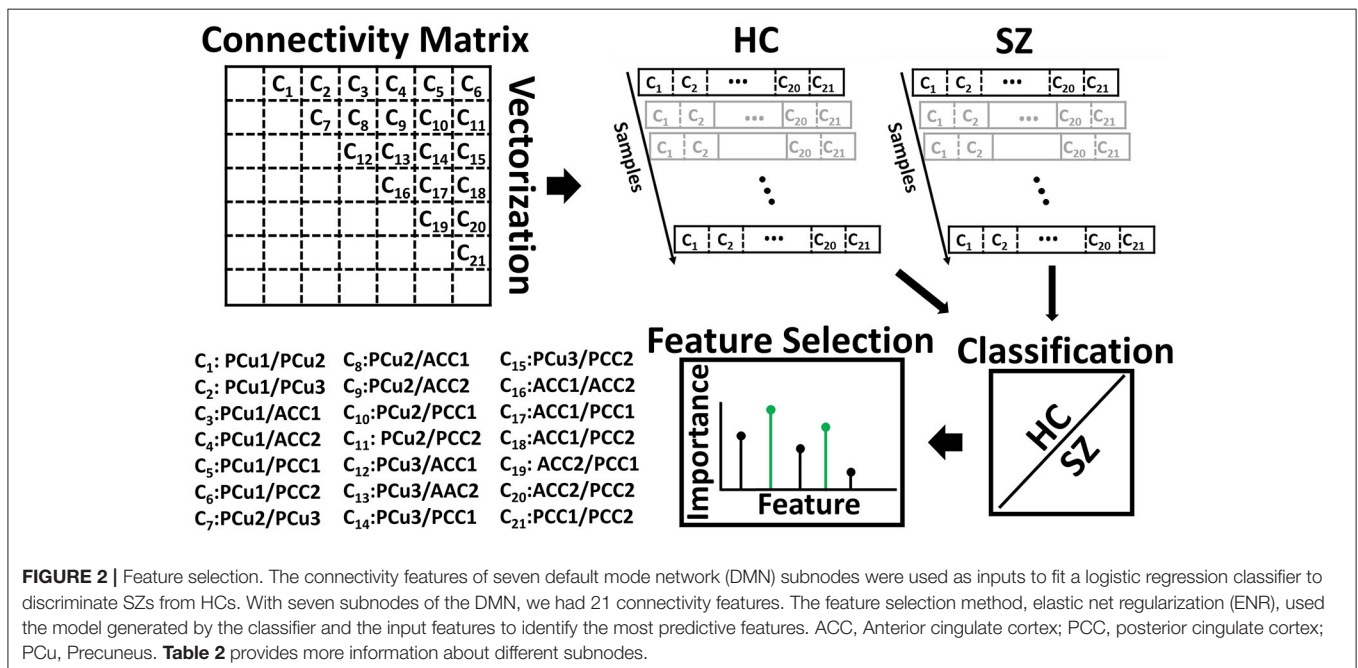 Connectivity Matrix
C₁ C₂ C₃ C₄ C₅ C₆
C₇ C₈ C₉ C₁₀ C₁₁
C₁₂ C₁₃ C₁₄ C₁₅
C₁₆ C₁₇ C₁₈
C₁₉ C₂₀
C₂₁
Vectorization
HC
Samples
C₁ C₂ ••• C₂₀ C₂₁
C₁ C₂ ••• C₂₀ C₂₁
C₁ C₂ C₂₀ C₂₁
C₁ C₂ ••• C₂₀ C₂₁
SZ
Samples
C₁ C₂ ••• C₂₀ C₂₁
C₁ C₂ ••• C₂₀ C₂₁
C₁ C₂ C₂₀ C₂₁
C₁ C₂ ••• C₂₀ C₂₁
C₁: PCu1/PCu2
C₂: PCu1/PCu3
C₃:PCu1/ACC1
C₄:PCu1/ACC2
C₅:PCu1/PCC1
C₆:PCu1/PCC2
C₇:PCu2/PCu3
C₈:PCu2/ACC1
C₉:PCu2/ACC2
C₁₀:PCu2/PCC1
C₁₁: PCu2/PCC2
C₁₂:PCu3/ACC1
C₁₃:PCu3/AAC2
C₁₄:PCu3/PCC1
C₁₅:PCu3/PCC2
C₁₆:ACC1/ACC2
C₁₇:ACC1/PCC1
C₁₈:ACC1/PCC2
C₁₉: ACC2/PCC1
C₂₀:ACC2/PCC2
C₂₁:PCC1/PCC2
Feature Selection
Importance
Feature
Classification
HC
SZ
FIGURE 2 | Feature selection. The connectivity features of seven default mode network (DMN) subnodes were used as inputs to fit a logistic regression classifier to
discriminate SZs from HCs. With seven subnodes of the DMN, we had 21 connectivity features. The feature selection method, elastic net regularization (ENR), used
the model generated by the classifier and the input features to identify the most predictive features. ACC, Anterior cingulate cortex; PCC, posterior cingulate cortex;
PCu, Precuneus. Table 2 provides more information about different subnodes.